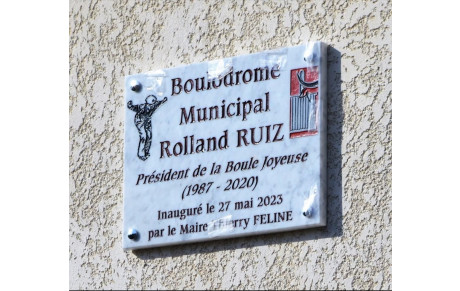 Boulodrome
Municipal
Rolland RUIZ
Président de la Boule Joyeuse
(1987 - 2020)
Inauguré le 27 mai 2023
par le Maire Thierry FELINE